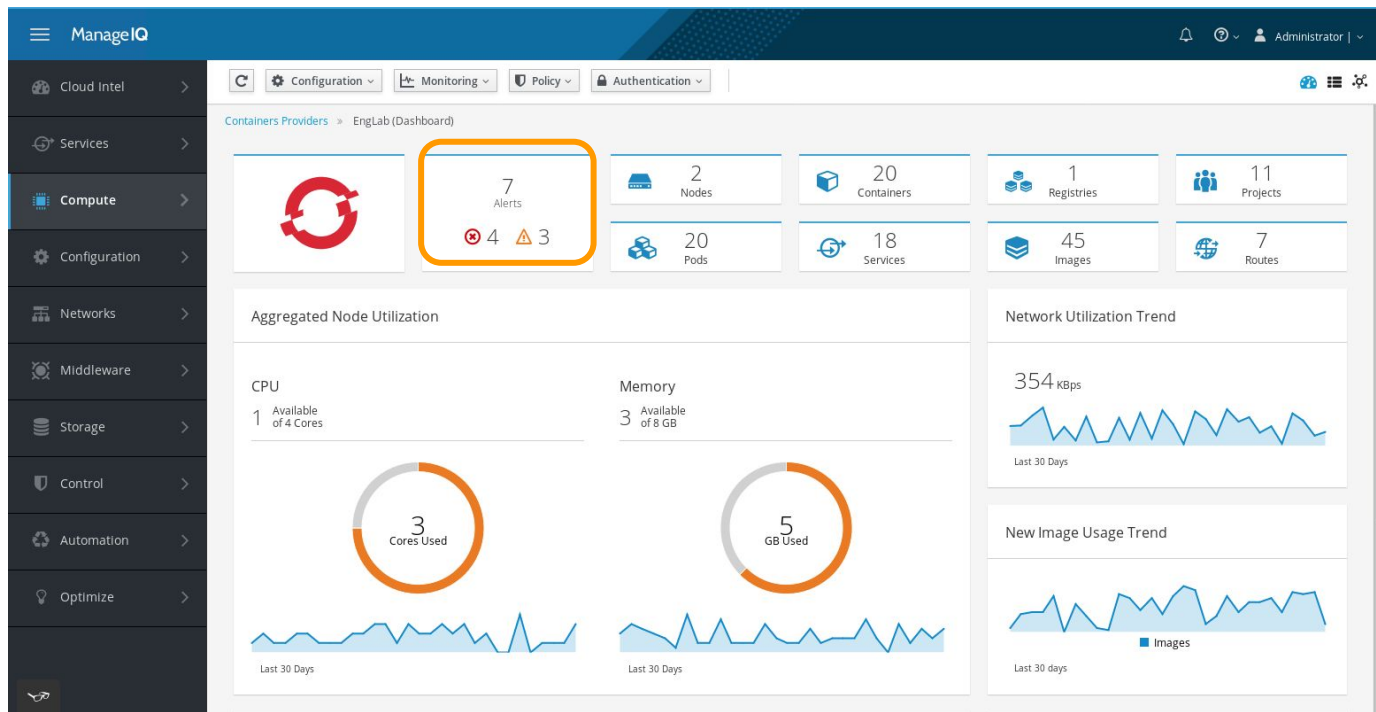 ManageIQ
Administrator |
Cloud Intel
Services
Compute
Configuration
Networks
Middleware
Storage
Control
Automation
Optimize
Configuration
Monitoring
Policy
Authentication
Containers Providers » EngLab (Dashboard)
7
Alerts
4 3
2
Nodes
20
Containers
1
Registries
11
Projects
20
Pods
18
Services
45
Images
7
Routes
Aggregated Node Utilization
CPU
1 Available
of 4 Cores
3
Cores Used
Last 30 Days
Memory
3 Available
of 8 GB
5
GB Used
Last 30 Days
Network Utilization Trend
354 KBps
Last 30 Days
New Image Usage Trend
Images
Last 30 days